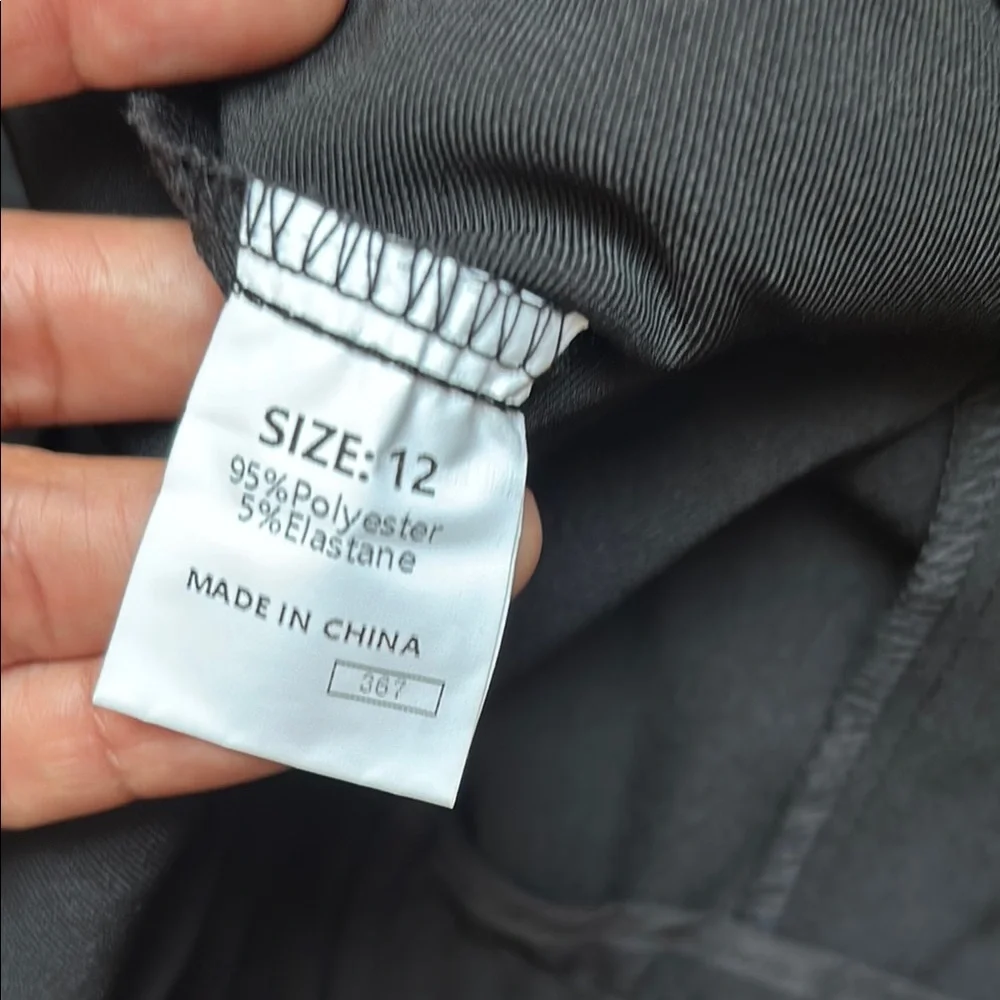 SIZE: 12
95%Polyester
5%Elastane
MADE IN CHINA
367